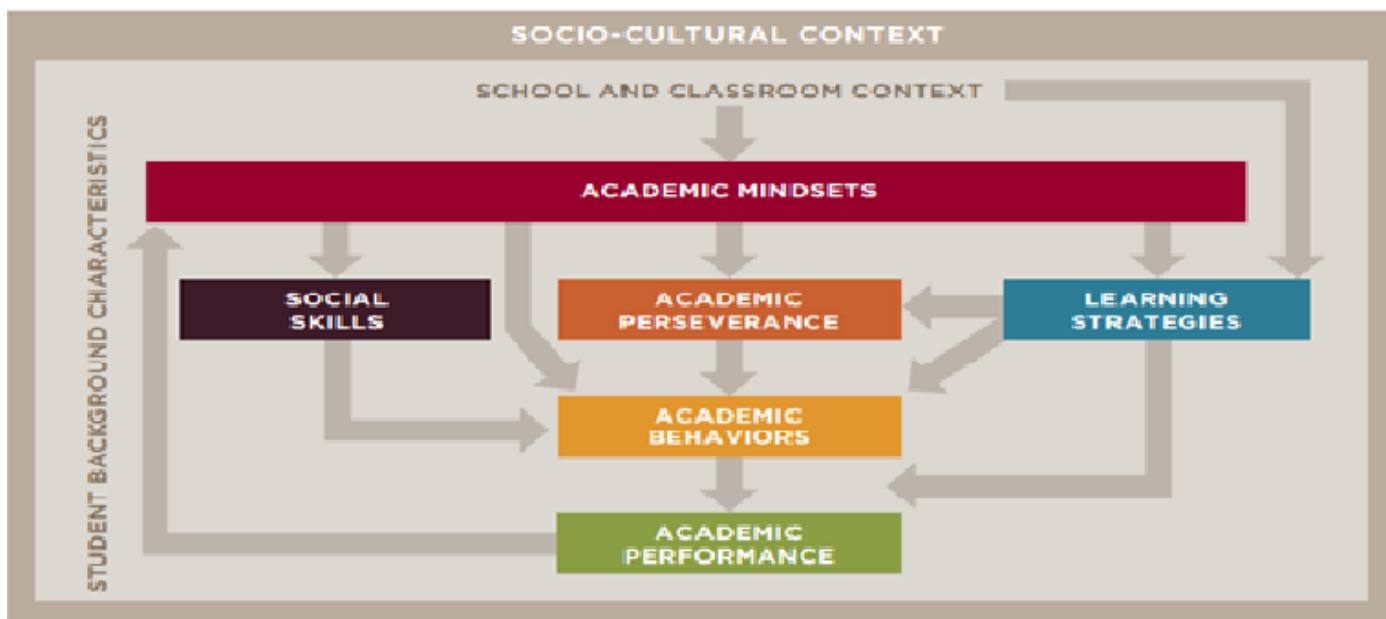 SOCIO-CULTURAL CONTEXT
SCHOOL AND CLASSROOM CONTEXT
STUDENT BACKGROUND CHARACTERISTICS
ACADEMIC MINDSETS
SOCIAL
SKILLS
ACADEMIC
PERSEVERANCE
LEARNING
STRATEGIES
ACADEMIC
BEHAVIORS
ACADEMIC
PERFORMANCE